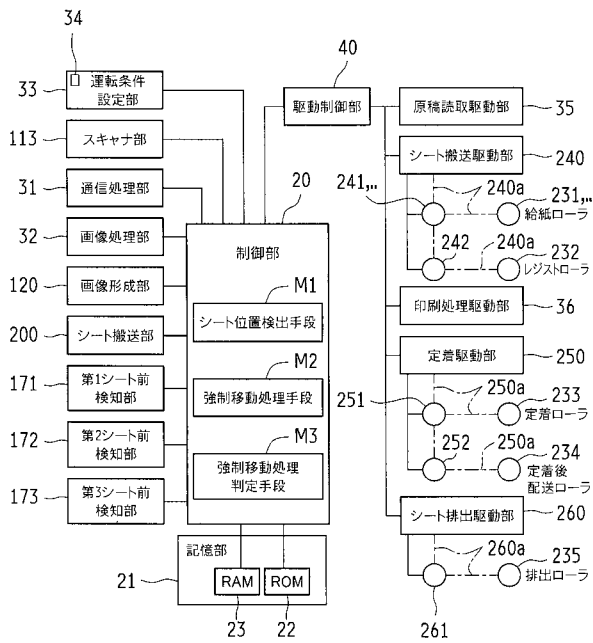 34
33
運転条件
設定部
113
スキャナ部
31
通信処理部
32
画像処理部
120
画像形成部
200
シート搬送部
171
第1シート前
検知部
172
第2シート前
検知部
173
第3シート前
検知部
20
制御部
M1
シート位置検出手段
M2
強制移動処理手段
M3
強制移動処理
判定手段
21
記憶部
RAM
ROM
23
22
40
駆動制御部
原稿読取駆動部
35
シート搬送駆動部
240
241,..
240a
231,..
給紙ローラ
242
240a
232
レジストローラ
印刷処理駆動部
36
定着駆動部
250
251
250a
233
定着ローラ
252
250a
234
定着後
配送ローラ
シート排出駆動部
260
260a
235
排出ローラ
261